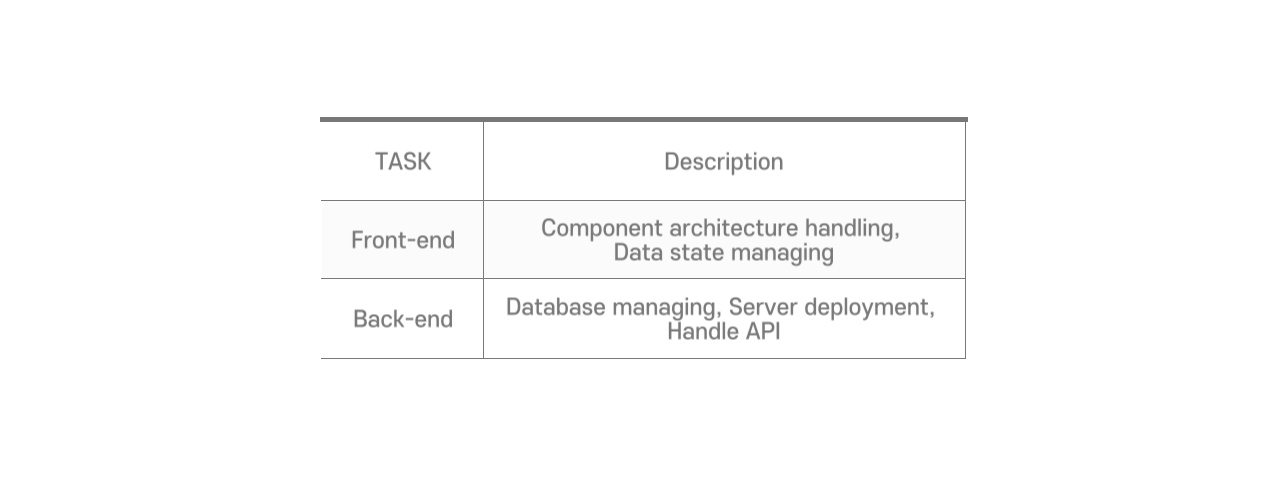 TASK
Description
Front-end
Component architecture handling,
Data state managing
Back-end
Database managing, Server deployment,
Handle API